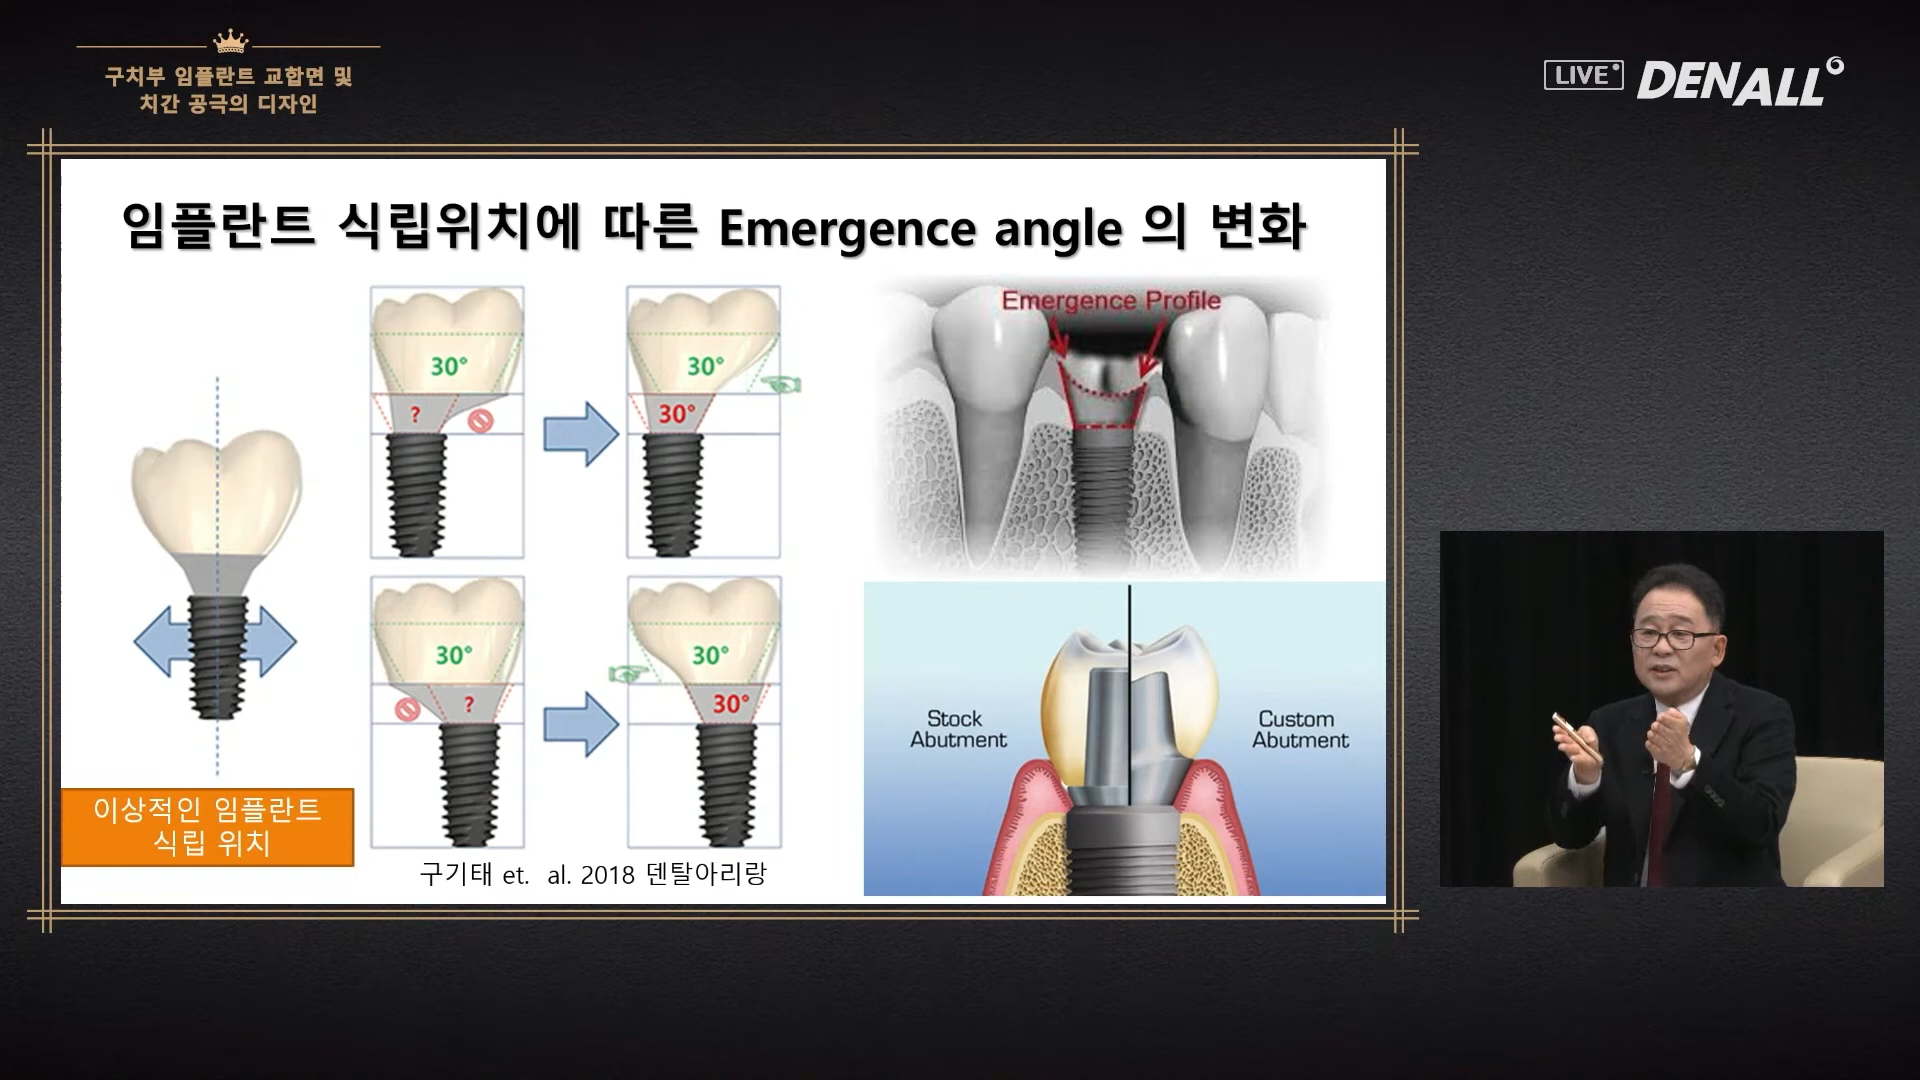 구치부 임플란트 교합면 및
치간 공극의 디자인
LIVE DENALL
임플란트 식립위치에 따른 Emergence angle 의 변화
30°
?
30°
30°
30°
?
30°
30°
이상적인 임플란트
식립 위치
구기태 et. al. 2018 덴탈아리랑
Emergence Profile
Stock
Abutment
Custom
Abutment